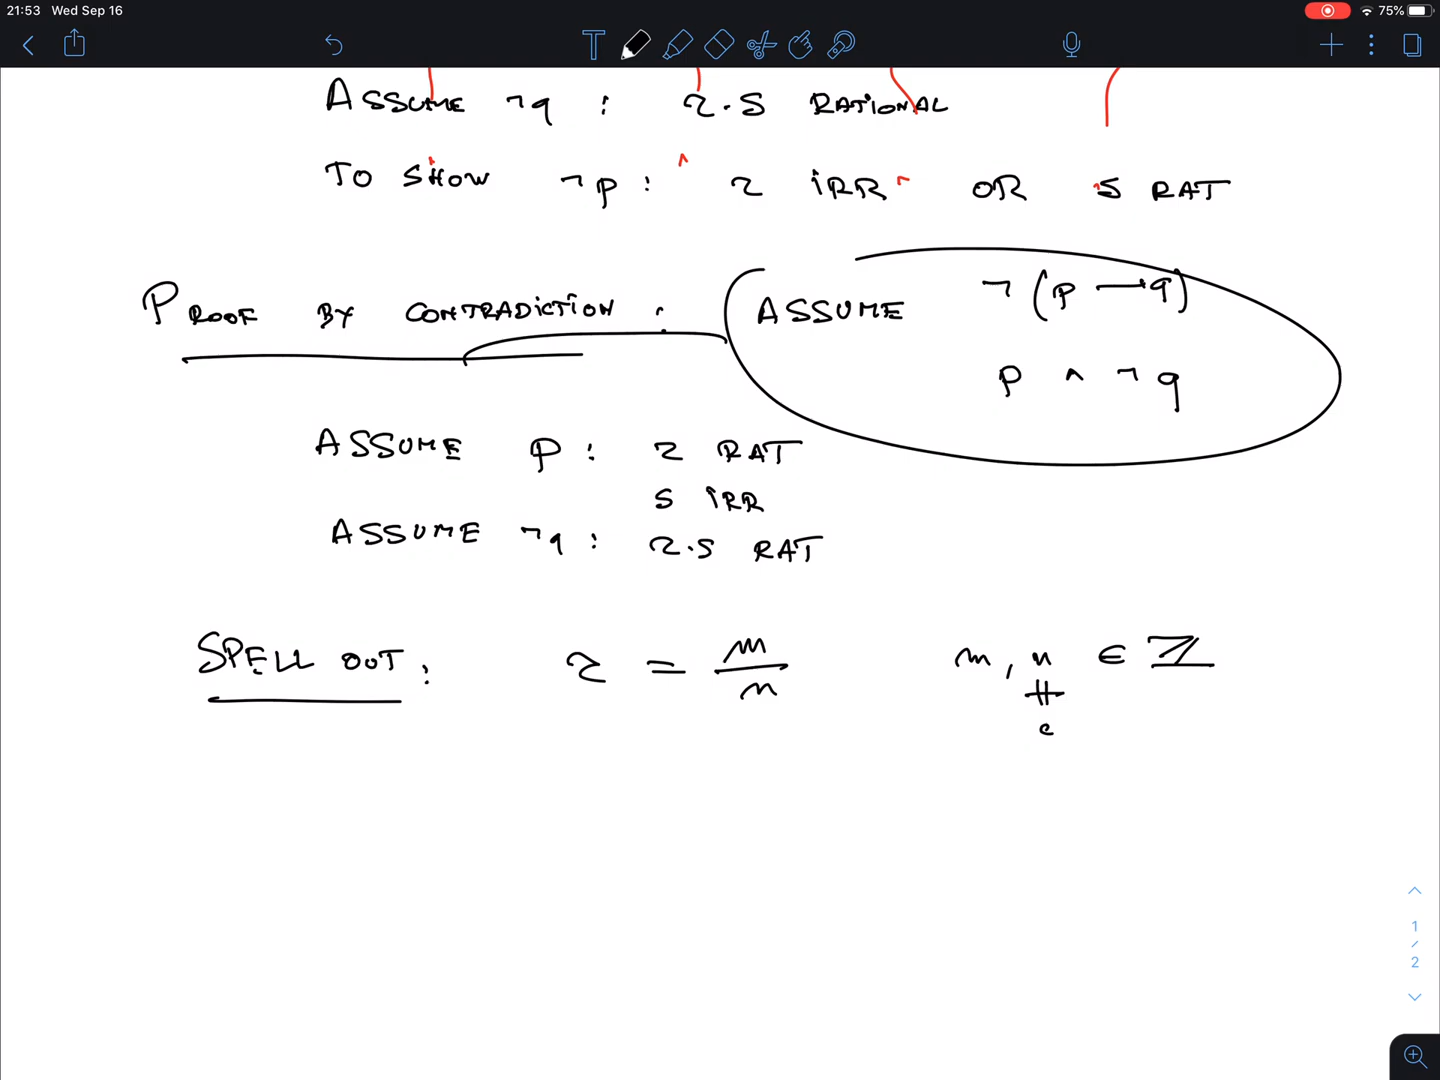 21:53 Wed Sep 16 75%
T
ASSUME ¬q : r·s RATIONAL
TO SHOW ¬p : r IRR OR s RAT
PROOF BY CONTRADICTION : ASSUME ¬(p → q)
p ∧ ¬q
ASSUME p : r RAT
s IRR
ASSUME ¬q : r·s RAT
SPELL OUT : r = m/n m, n ∈ ℤ
≠
0
1
/
2